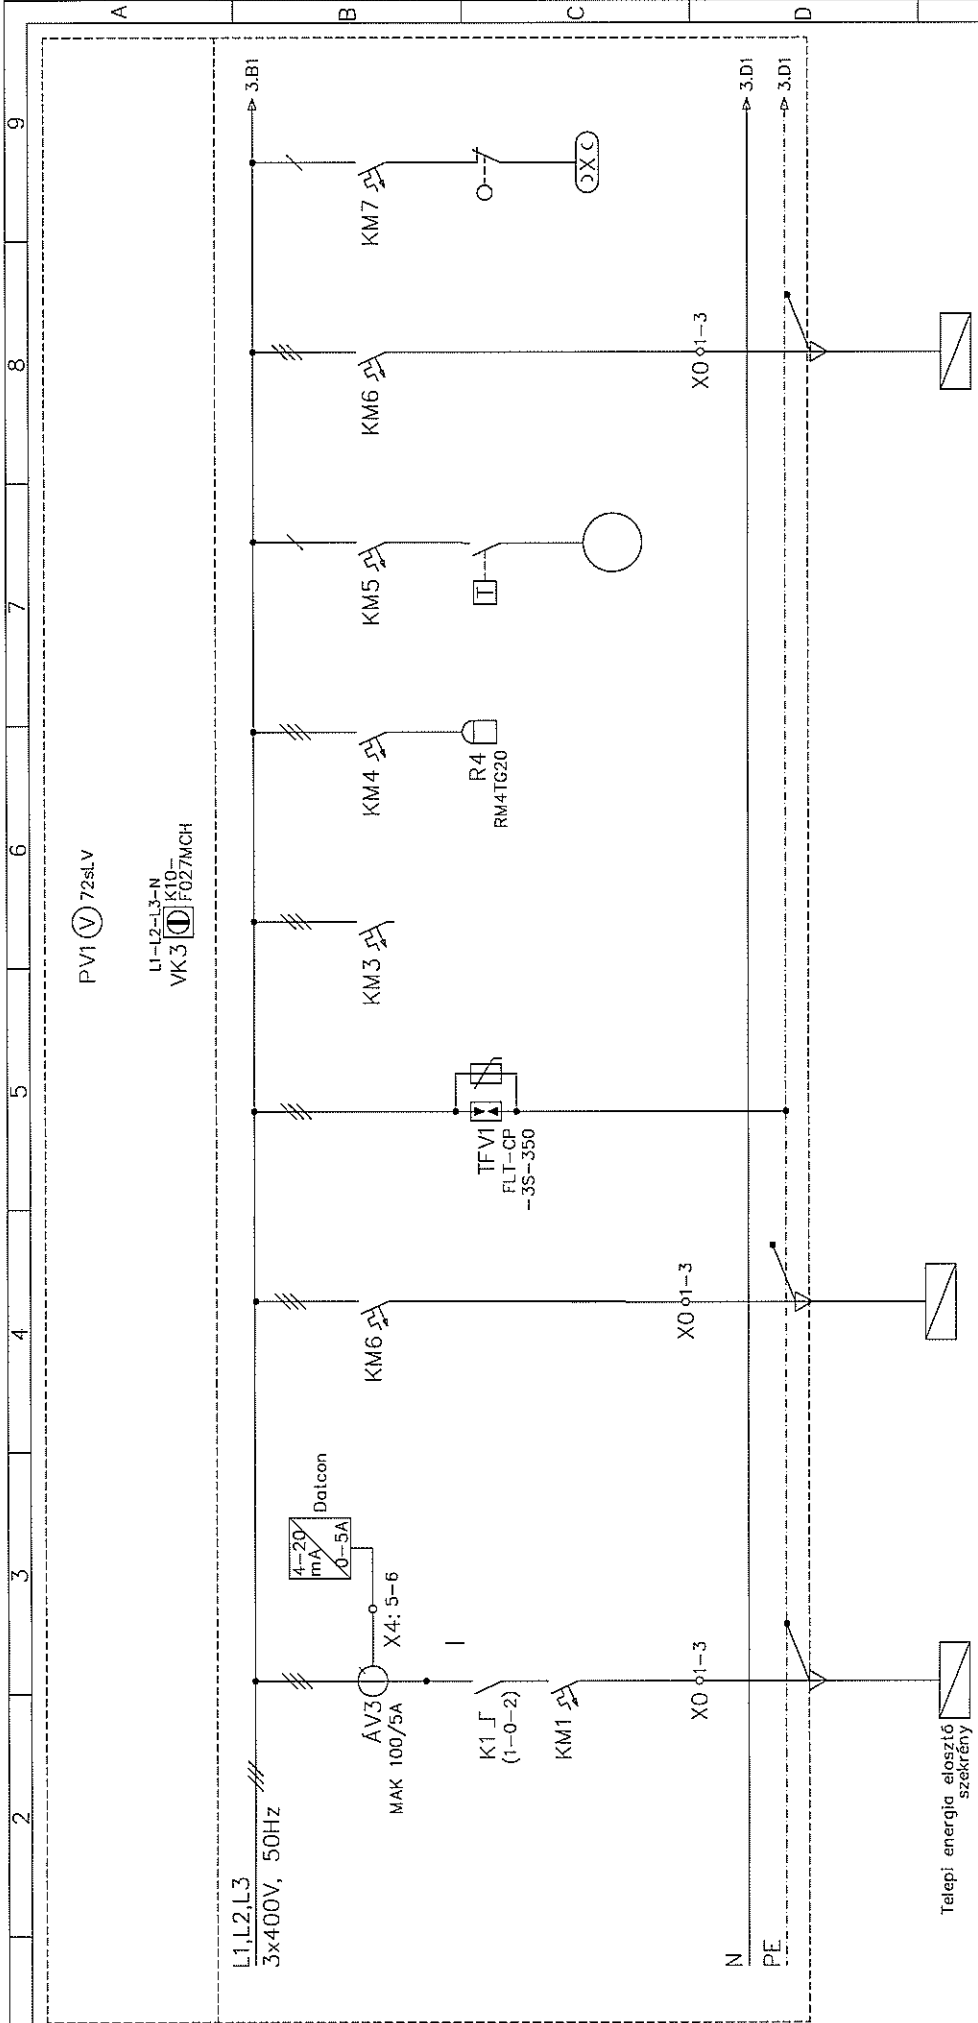 2
3
4
5
6
7
8
9
A
B
C
D
PV1 V 72sLV
L1-L2-L3-N
VK3 K10-
F027MCH
L1,L2,L3
3x400V, 50Hz
3.B1
4-20
mA
0-5A
Datcon
AV3
MAK 100/5A
X4: 5-6
K1
(1-0-2)
KM1
X0 1-3
Telepi energia elosztó
szekrény
KM6
X0 1-3
TFV1
FLT-CP
-3S-350
KM3
KM4
R4
RM4TG20
KM5
T
KM6
X0 1-3
KM7
X
N
3.D1
PE
3.D1